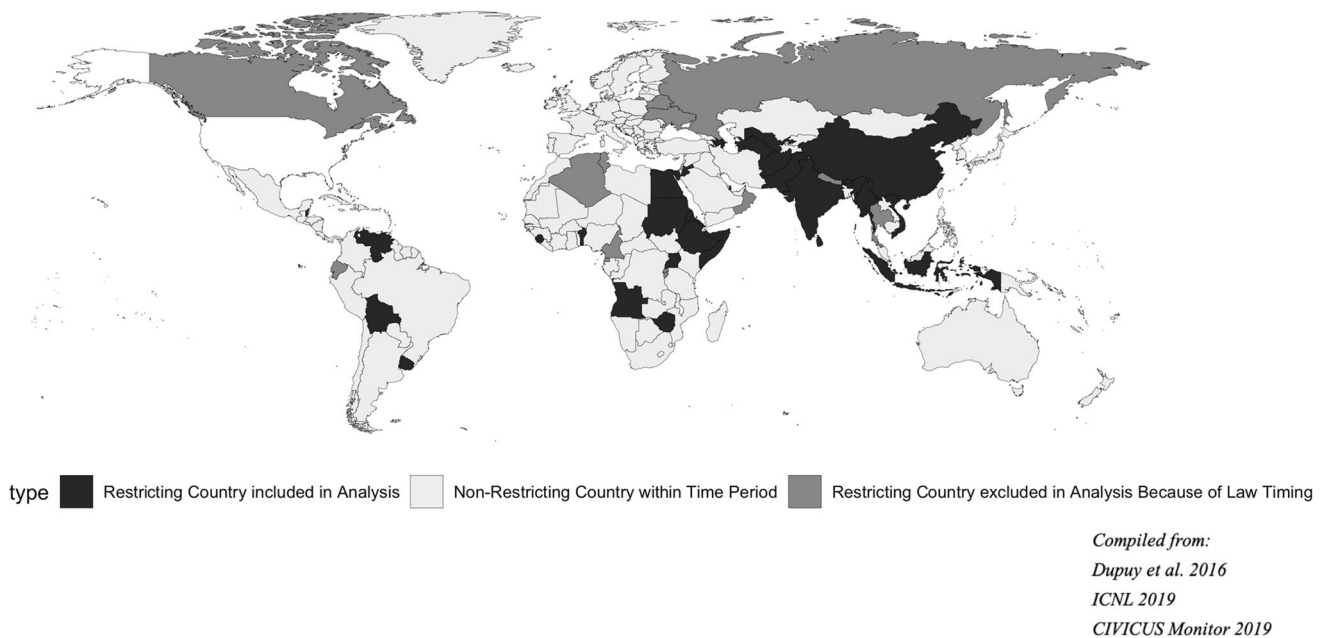 type Restricting Country included in Analysis Non-Restricting Country within Time Period Restricting Country excluded in Analysis Because of Law Timing
Compiled from:
Dupuy et al. 2016
ICNL 2019
CIVICUS Monitor 2019